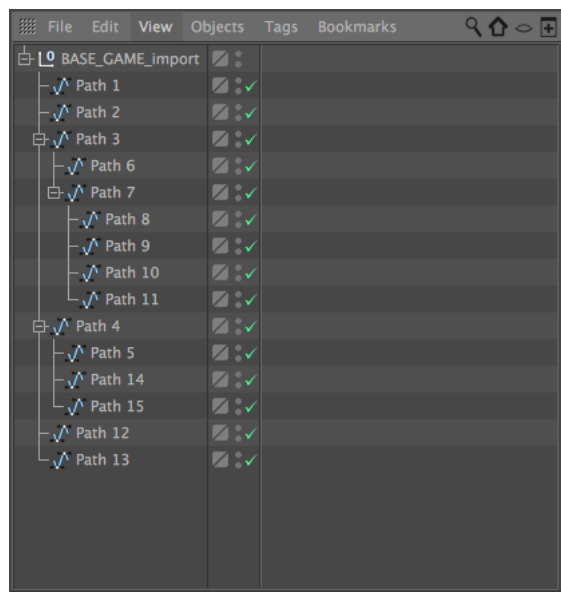 File Edit View Objects Tags Bookmarks
0 BASE_GAME_import
Path 1
Path 2
Path 3
Path 6
Path 7
Path 8
Path 9
Path 10
Path 11
Path 4
Path 5
Path 14
Path 15
Path 12
Path 13